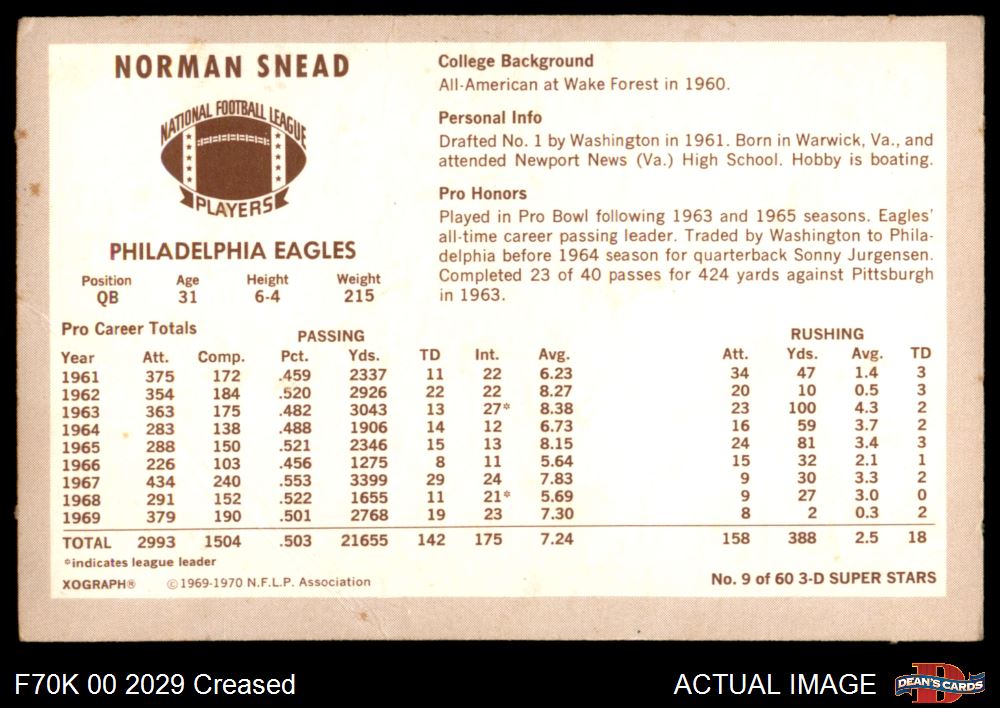 NORMAN SNEAD
NATIONAL FOOTBALL LEAGUE
PLAYERS
PHILADELPHIA EAGLES
Position Age Height Weight
QB 31 6-4 215
College Background
All-American at Wake Forest in 1960.
Personal Info
Drafted No. 1 by Washington in 1961. Born in Warwick, Va., and
attended Newport News (Va.) High School. Hobby is boating.
Pro Honors
Played in Pro Bowl following 1963 and 1965 seasons. Eagles'
all-time career passing leader. Traded by Washington to Phila-
delphia before 1964 season for quarterback Sonny Jurgensen.
Completed 23 of 40 passes for 424 yards against Pittsburgh
in 1963.
Pro Career Totals PASSING RUSHING
Year Att. Comp. Pct. Yds. TD Int. Avg. Att. Yds. Avg. TD
1961 375 172 .459 2337 11 22 6.23 34 47 1.4 3
1962 354 184 .520 2926 22 22 8.27 20 10 0.5 3
1963 363 175 .482 3043 13 27* 8.38 23 100 4.3 2
1964 283 138 .488 1906 14 12 6.73 16 59 3.7 2
1965 288 150 .521 2346 15 13 8.15 24 81 3.4 3
1966 226 103 .456 1275 8 11 5.64 15 32 2.1 1
1967 434 240 .553 3399 29 24 7.83 9 30 3.3 2
1968 291 152 .522 1655 11 21* 5.69 9 27 3.0 0
1969 379 190 .501 2768 19 23 7.30 8 2 0.3 2
TOTAL 2993 1504 .503 21655 142 175 7.24 158 388 2.5 18
*indicates league leader
XOGRAPH® ©1969-1970 N.F.L.P. Association No. 9 of 60 3-D SUPER STARS
F70K 00 2029 Creased ACTUAL IMAGE DEAN'S CARDS